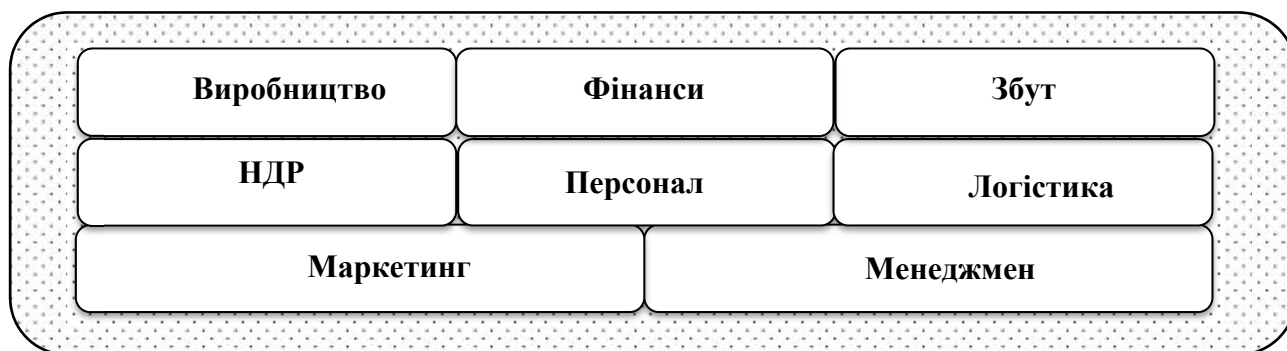 Виробництво Фінанси Збут
НДР Персонал Логістика
Маркетинг Менеджмен